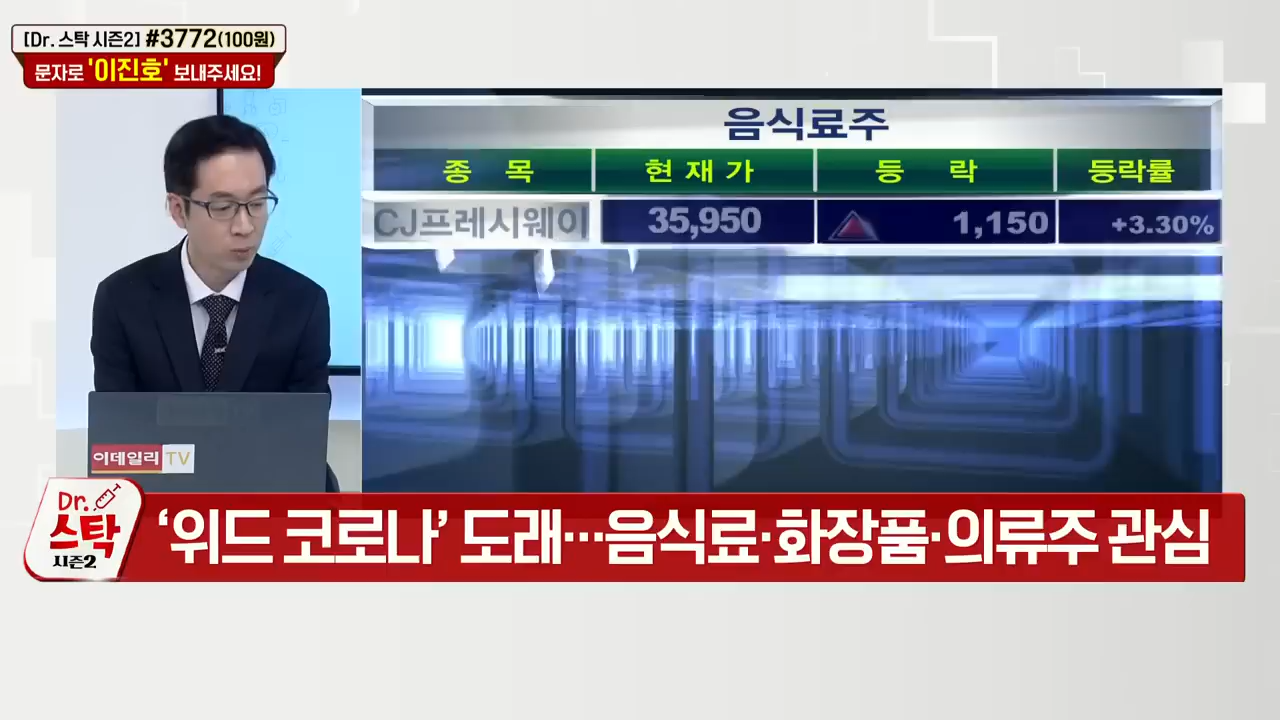 [Dr. 스탁 시즌2] #3772(100원)
문자로 '이진호' 보내주세요!
음식료주
종 목 현 재 가 등 락 등락률
CJ프레시웨이 35,950 1,150 +3.30%
이데일리 TV
Dr.
스탁
시즌2
‘위드 코로나’ 도래…음식료·화장품·의류주 관심